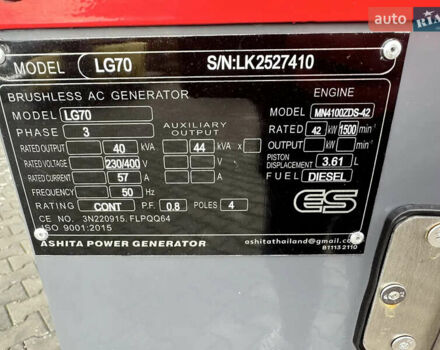 auto RIA
MODEL LG70 S/N:LK2527410
BRUSHLESS AC GENERATOR ENGINE
MODEL LG70 AUXILIARY OUTPUT MODEL MN4100ZDS-42
PHASE 3 RATED 42 kW 1500 min⁻¹
RATED OUTPUT 40 kVA 44 kVA x OUTPUT kW min⁻¹
RATED VOLTAGE 230/400 V V PISTON DISPLACEMENT 3.61 L
RATED CURRENT 57 A A FUEL DIESEL
FREQUENCY 50 Hz
RATING CONT P.F. 0.8 POLES 4 ES
CE NO. 3N220915. FLPQQ64
ISO 9001:2015
ASHITA POWER GENERATOR ashitathailand@gmail.com